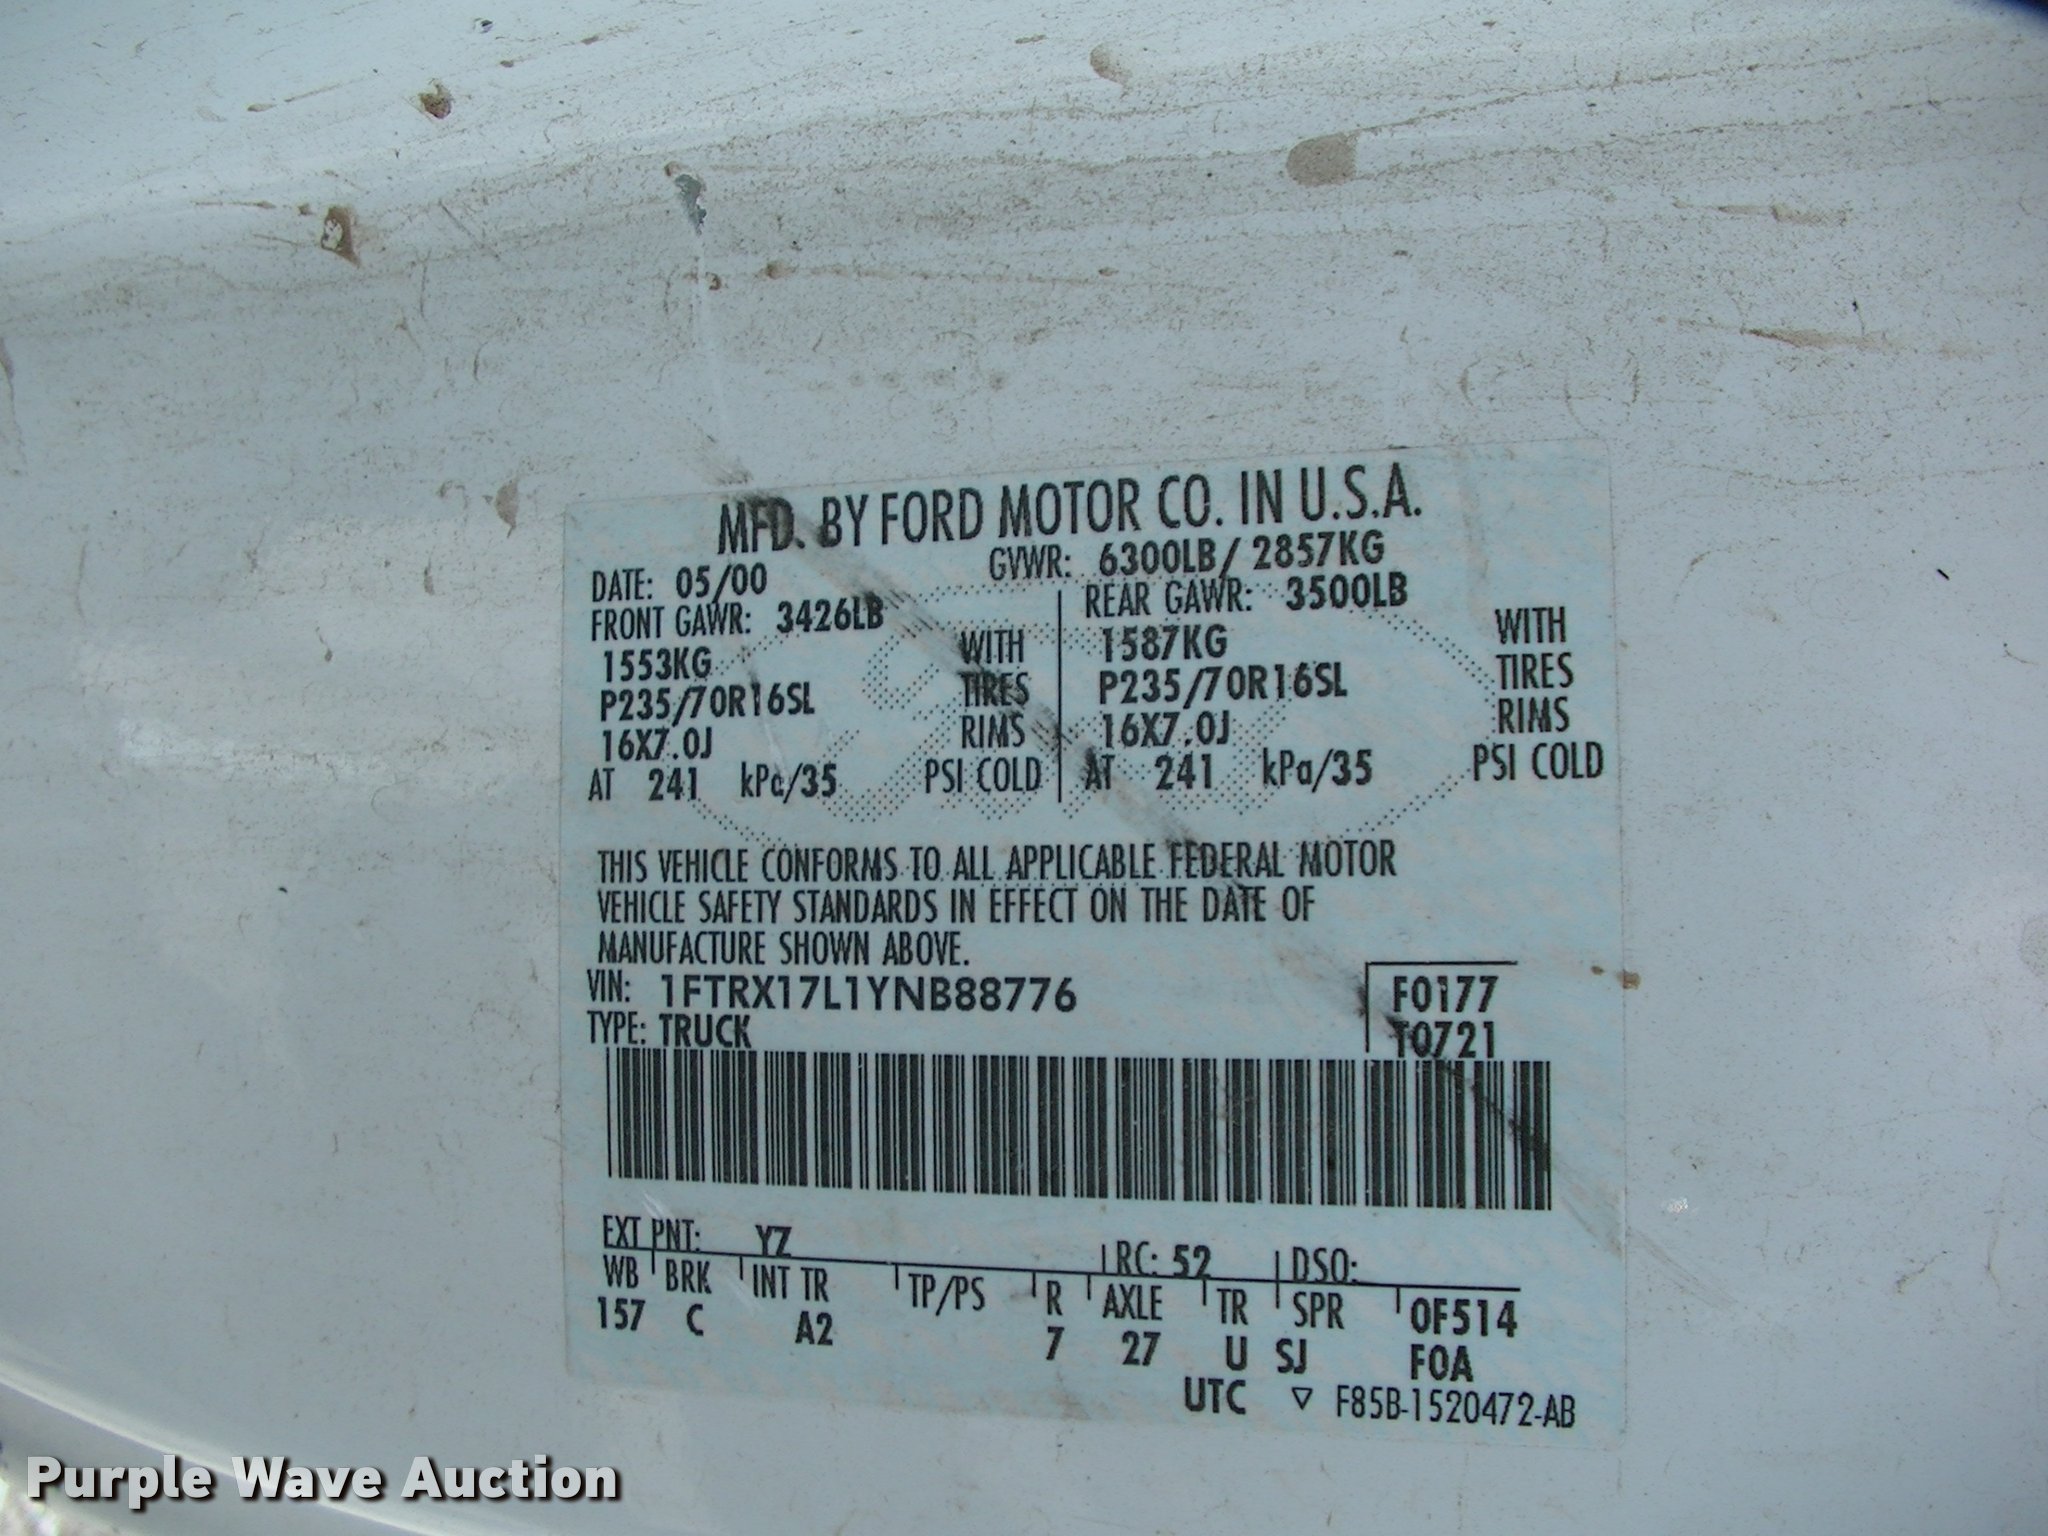 MFD. BY FORD MOTOR CO. IN U.S.A.
DATE: 05/00 GVWR: 6300LB/ 2857KG
FRONT GAWR: 3426LB REAR GAWR: 3500LB
1553KG WITH 1587KG WITH
P235/70R16SL TIRES P235/70R16SL TIRES
16X7.0J RIMS 16X7.0J RIMS
AT 241 kPa/35 PSI COLD AT 241 kPa/35 PSI COLD
THIS VEHICLE CONFORMS TO ALL APPLICABLE FEDERAL MOTOR
VEHICLE SAFETY STANDARDS IN EFFECT ON THE DATE OF
MANUFACTURE SHOWN ABOVE.
VIN: 1FTRX17L1YNB88776 F0177
TYPE: TRUCK T0721
EXT PNT: YZ RC: 52 DSO:
WB BRK INT TR TP/PS R AXLE TR SPR 0F514
157 C A2 7 27 U SJ F0A
UTC ▽ F85B-1520472-AB
Purple Wave Auction